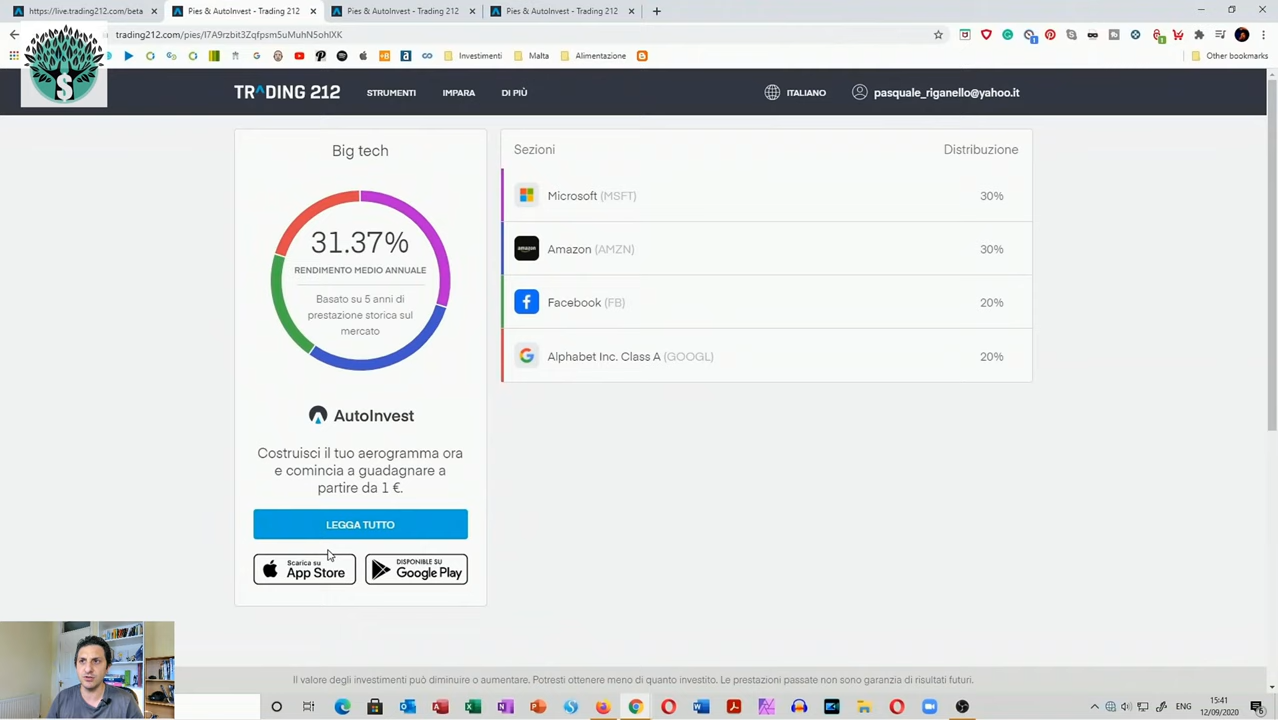 https://live.trading212.com/beta
Pies & AutoInvest - Trading 212
Pies & AutoInvest - Trading 212
Pies & AutoInvest - Trading 212
trading212.com/pies/I7A9rzbit3Zqfpsm5uMuhN5ohIXK
Investimenti
Malta
Alimentazione
Other bookmarks
TRADING 212
STRUMENTI
IMPARA
DI PIÙ
ITALIANO
pasquale_riganello@yahoo.it
Big tech
31.37%
RENDIMENTO MEDIO ANNUALE
Basato su 5 anni di
prestazione storica sul
mercato
AutoInvest
Costruisci il tuo aerogramma ora
e comincia a guadagnare a
partire da 1 €.
LEGGA TUTTO
Scarica su
App Store
DISPONIBILE SU
Google Play
Sezioni
Distribuzione
Microsoft (MSFT)
30%
Amazon (AMZN)
30%
Facebook (FB)
20%
Alphabet Inc. Class A (GOOGL)
20%
Il valore degli investimenti può diminuire o aumentare. Potresti ottenere meno di quanto investito. Le prestazioni passate non sono garanzia di risultati futuri.
ENG
15:41
12/09/2020